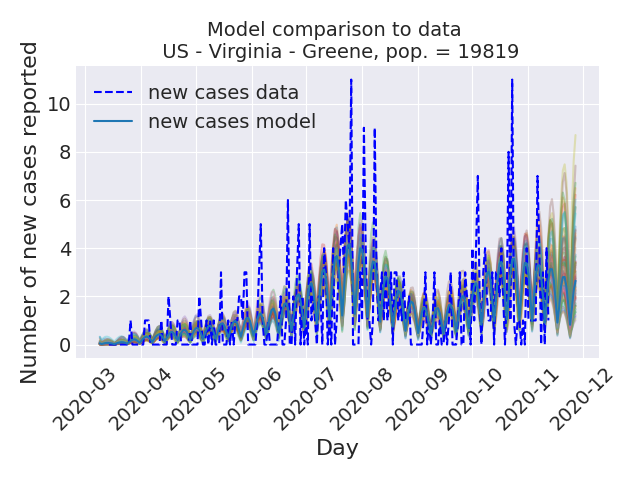 Model comparison to data
US - Virginia - Greene, pop. = 19819
Number of new cases reported
10
8
6
4
2
0
new cases data
new cases model
2020-03
2020-04
2020-05
2020-06
2020-07
2020-08
2020-09
2020-10
2020-11
2020-12
Day